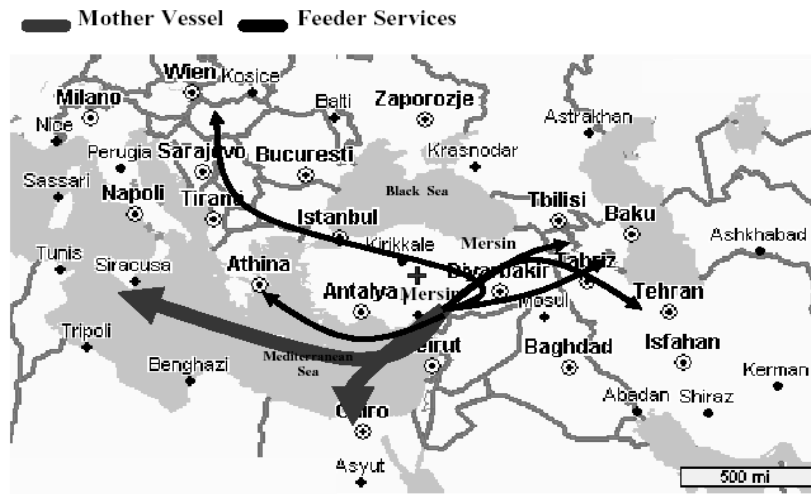 Mother Vessel Feeder Services
Wien Kosice
Milano Balti Zaporozje
Nice Astrakhan
Perugia Sarajevo Bucuresti Krasnodar
Sassari Napoli Tirana Black Sea Tbilisi
Istanbul Baku
Tunis Athina Kirikkale Mersin Ashkhabad
Siracusa Diyarbakir Tabriz
Antalya Mersin Mosul Tehran
Tripoli Mediterranean
Sea eirut Baghdad Isfahan
Benghazi Kerman
Cairo Abadan Shiraz
Asyut 500 mi